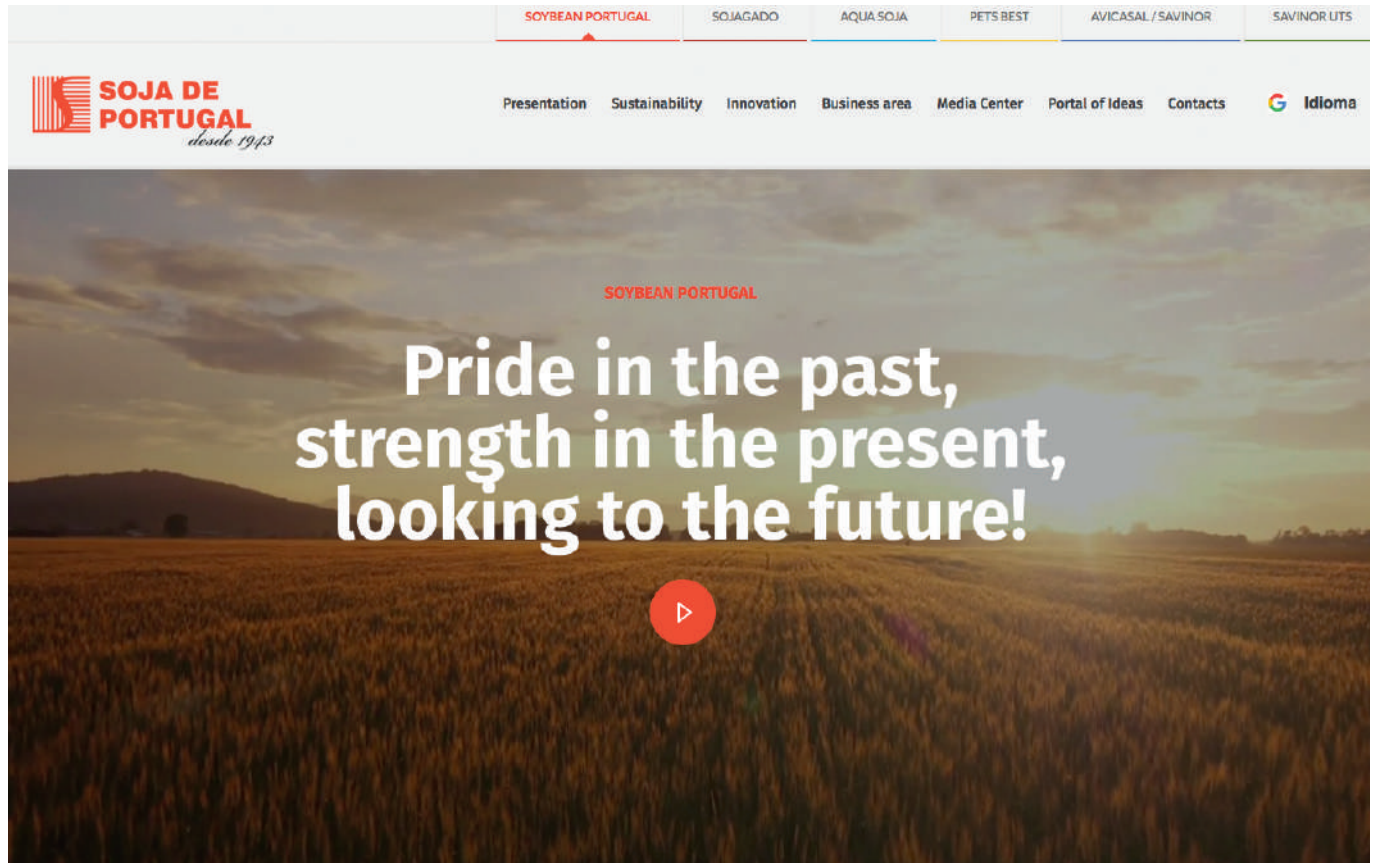 SOYBEAN PORTUGAL SOJAGADO AQUA SOJA PETS BEST AVICASAL / SAVINOR SAVINOR UTS
SOJA DE
PORTUGAL
desde 1943
Presentation Sustainability Innovation Business area Media Center Portal of Ideas Contacts G Idioma
SOYBEAN PORTUGAL
Pride in the past,
strength in the present,
looking to the future!